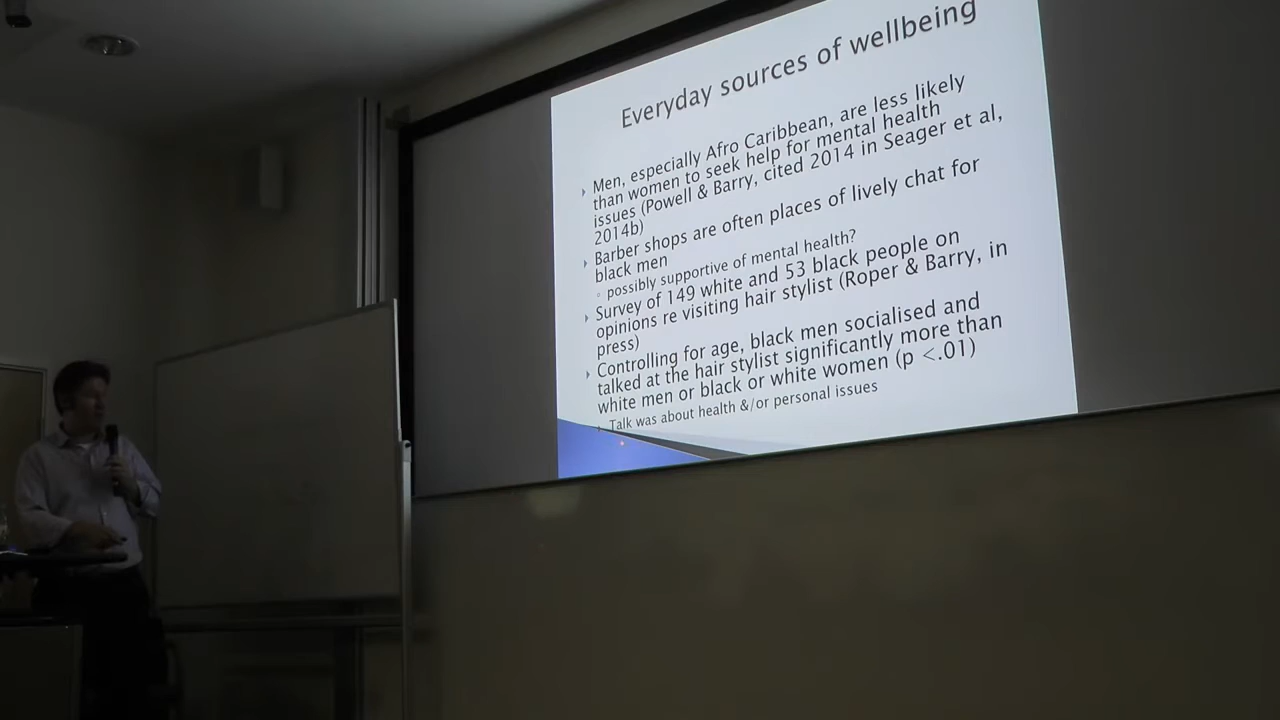 Everyday sources of wellbeing
Men, especially Afro Caribbean, are less likely
than women to seek help for mental health
issues (Powell & Barry, cited 2014 in Seager et al,
2014b)
Barber shops are often places of lively chat for
black men
possibly supportive of mental health?
Survey of 149 white and 53 black people on
opinions re visiting hair stylist (Roper & Barry, in
press)
Controlling for age, black men socialised and
talked at the hair stylist significantly more than
white men or black or white women (p <.01)
Talk was about health &/or personal issues